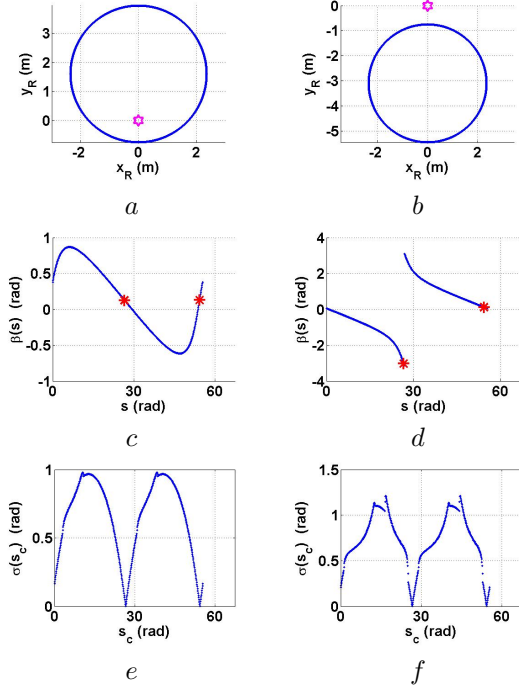 3
2
1
0
y_R (m)
-2 0 2
x_R (m)
a
0
-1
-2
-3
-4
-5
y_R (m)
-2 0 2
x_R (m)
b
1
0.5
0
-0.5
-1
β(s) (rad)
0 30 60
s (rad)
c
4
2
0
-2
-4
β(s) (rad)
0 30 60
s (rad)
d
1
0.5
0
σ(s_c) (rad)
0 30 60
s_c (rad)
e
1.5
1
0.5
0
σ(s_c) (rad)
0 30 60
s_c (rad)
f